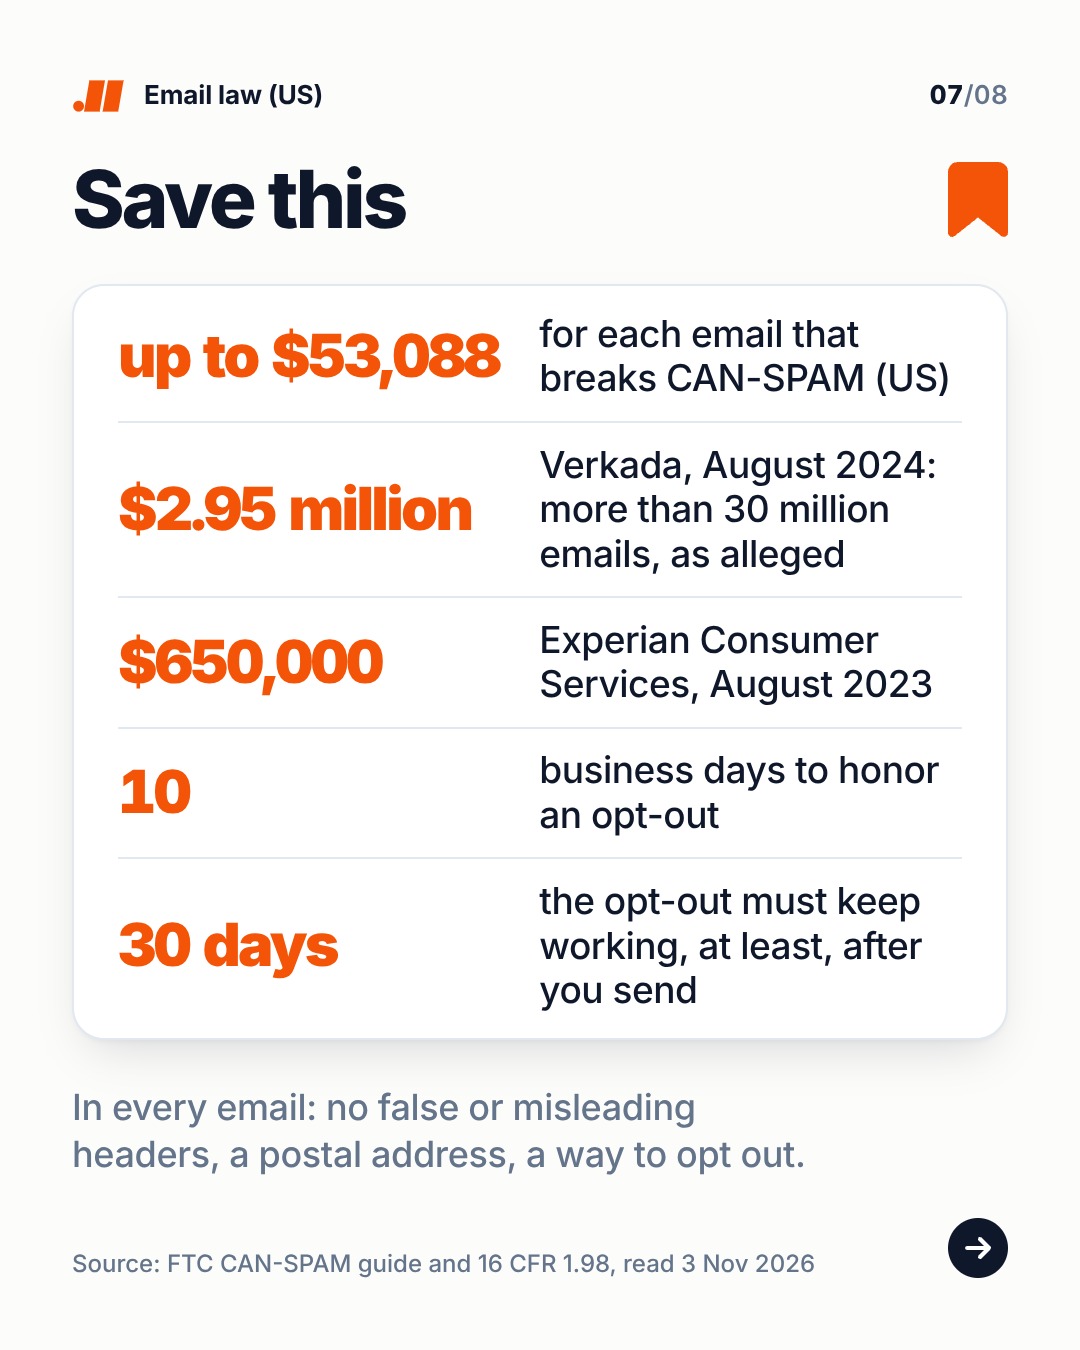 Email law (US)
07/08
Save this
up to $53,088
for each email that
breaks CAN-SPAM (US)
$2.95 million
Verkada, August 2024:
more than 30 million
emails, as alleged
$650,000
Experian Consumer
Services, August 2023
10
business days to honor
an opt-out
30 days
the opt-out must keep
working, at least, after
you send
In every email: no false or misleading
headers, a postal address, a way to opt out.
Source: FTC CAN-SPAM guide and 16 CFR 1.98, read 3 Nov 2026